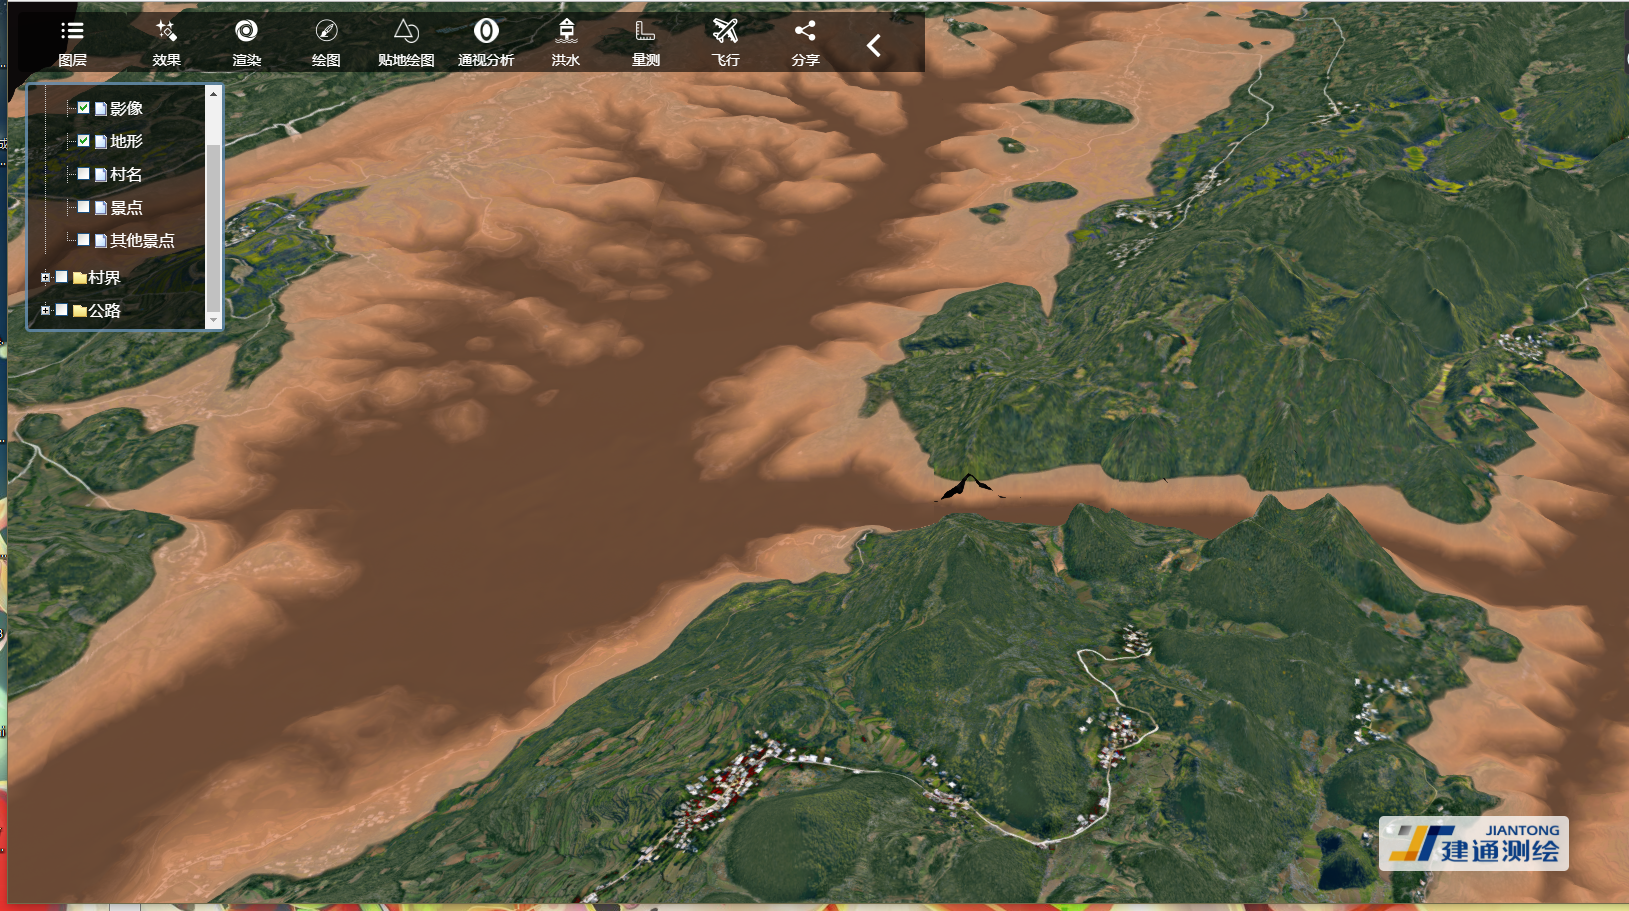 图层 效果 渲染 绘图 贴地绘图 通视分析 洪水 量测 飞行 分享
影像
地形
村名
景点
其他景点
村界
公路
JIANTONG
建通测绘